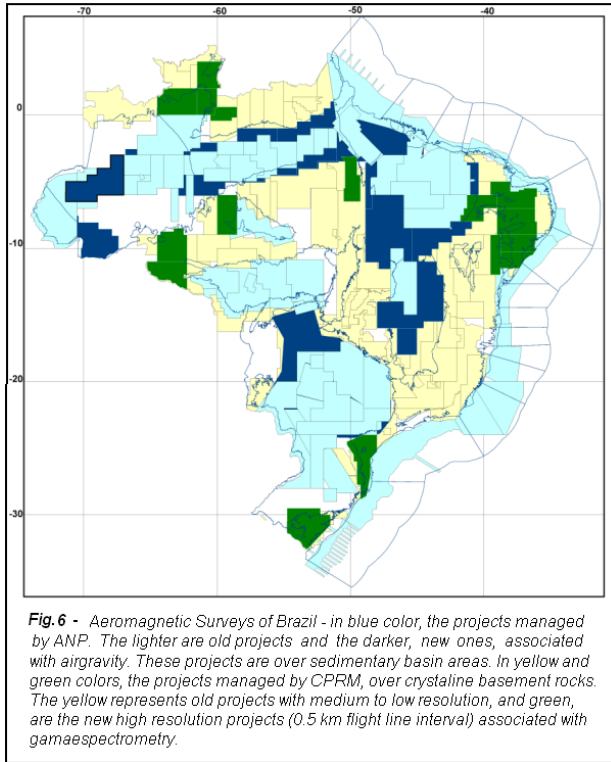 -70 -60 -50 -40
0
-10
-20
-30
Fig.6 - Aeromagnetic Surveys of Brazil - in blue color, the projects managed
by ANP. The lighter are old projects and the darker, new ones, associated
with airgravity. These projects are over sedimentary basin areas. In yellow and
green colors, the projects managed by CPRM, over crystaline basement rocks.
The yellow represents old projects with medium to low resolution, and green,
are the new high resolution projects (0.5 km flight line interval) associated with
gamaespectrometry.